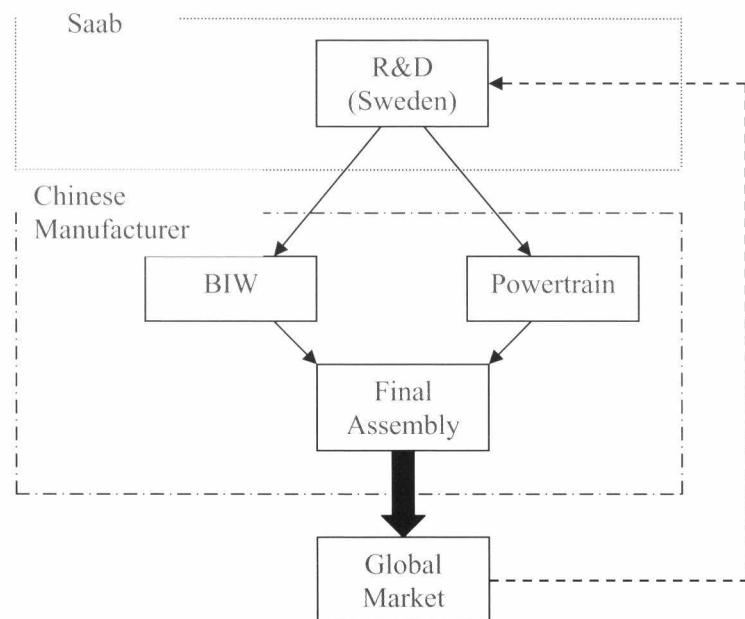 Saab
R&D
(Sweden)
Chinese
Manufacturer
BIW
Powertrain
Final
Assembly
Global
Market